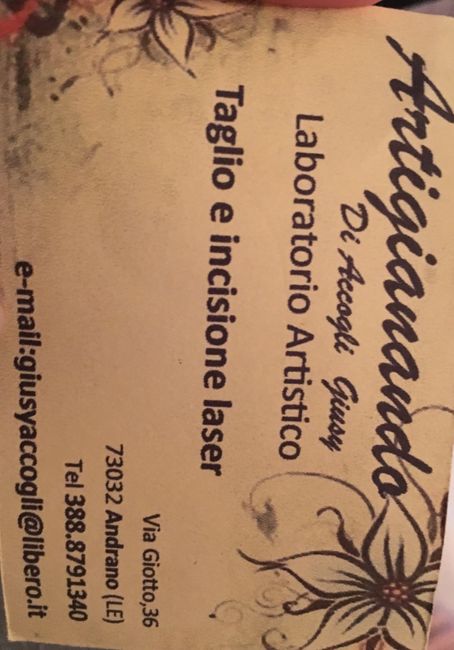 Artigianando
Di Accogli Giusy
Laboratorio Artistico
Taglio e incisione laser
Via Giotto,36
73032 Andrano (LE)
Tel 388.8791340
e-mail:giusyaccogli@libero.it